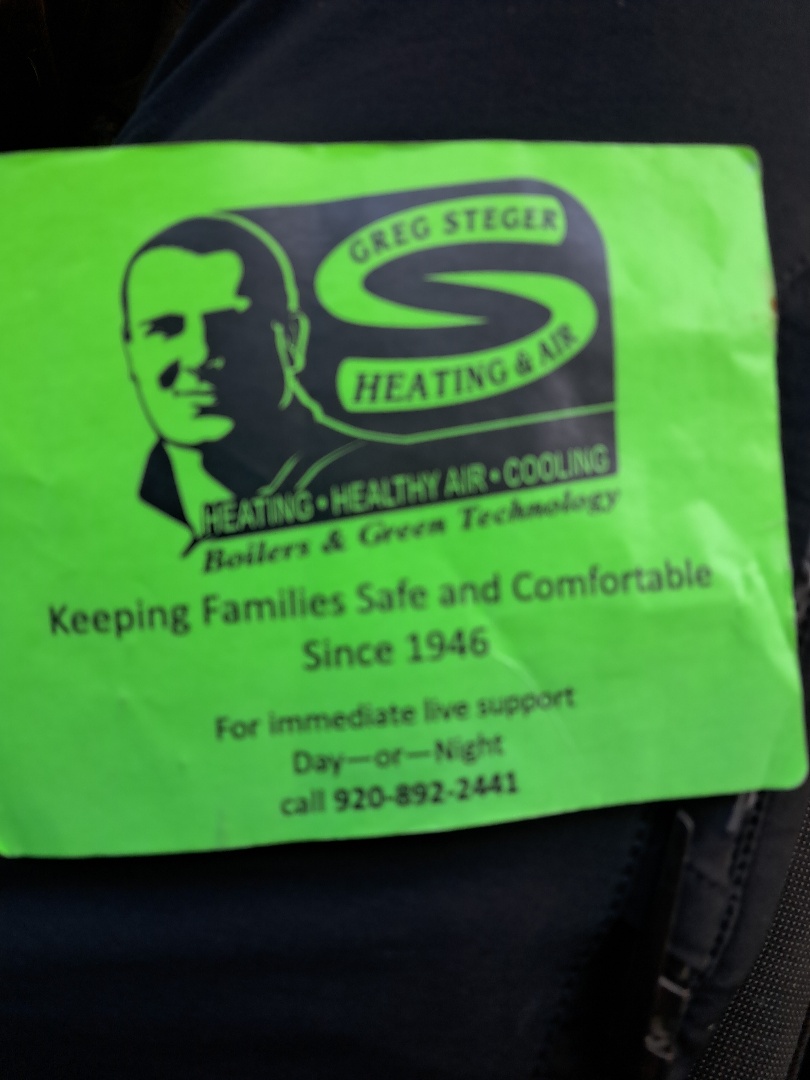 GREG STEGER
HEATING & AIR
HEATING • HEALTHY AIR • COOLING
Boilers & Green Technology
Keeping Families Safe and Comfortable
Since 1946
For immediate live support
Day—or—Night
call 920-892-2441